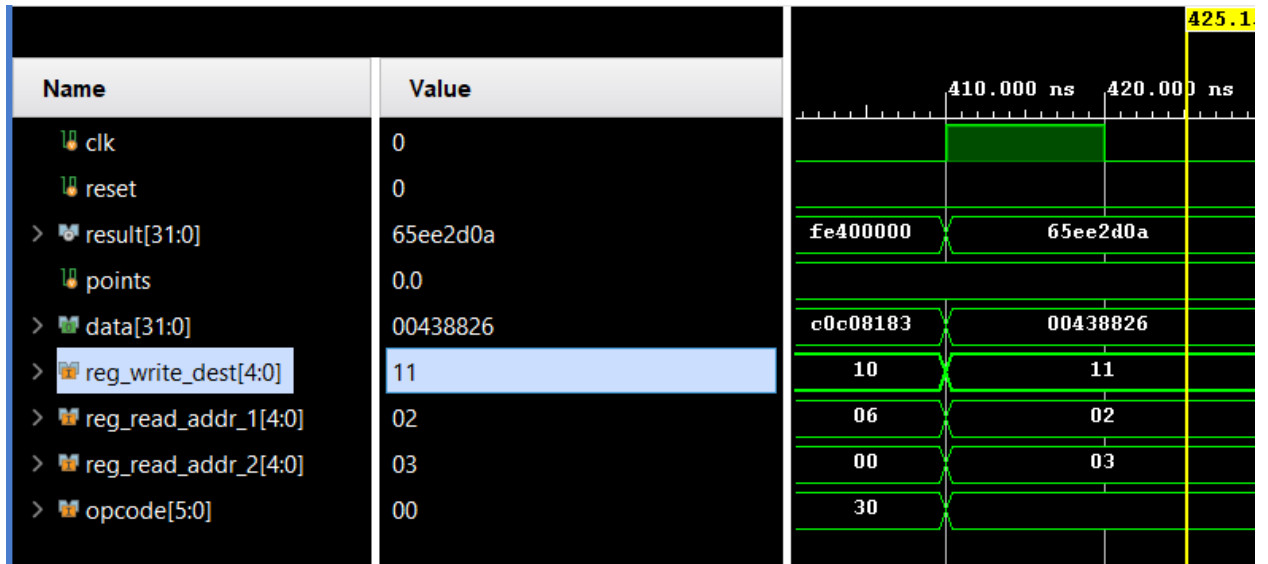 425.1
Name Value 410.000 ns 420.000 ns
clk 0
reset 0
result[31:0] 65ee2d0a fe400000 65ee2d0a
points 0.0
data[31:0] 00438826 c0c08183 00438826
reg_write_dest[4:0] 11 10 11
reg_read_addr_1[4:0] 02 06 02
reg_read_addr_2[4:0] 03 00 03
opcode[5:0] 00 30